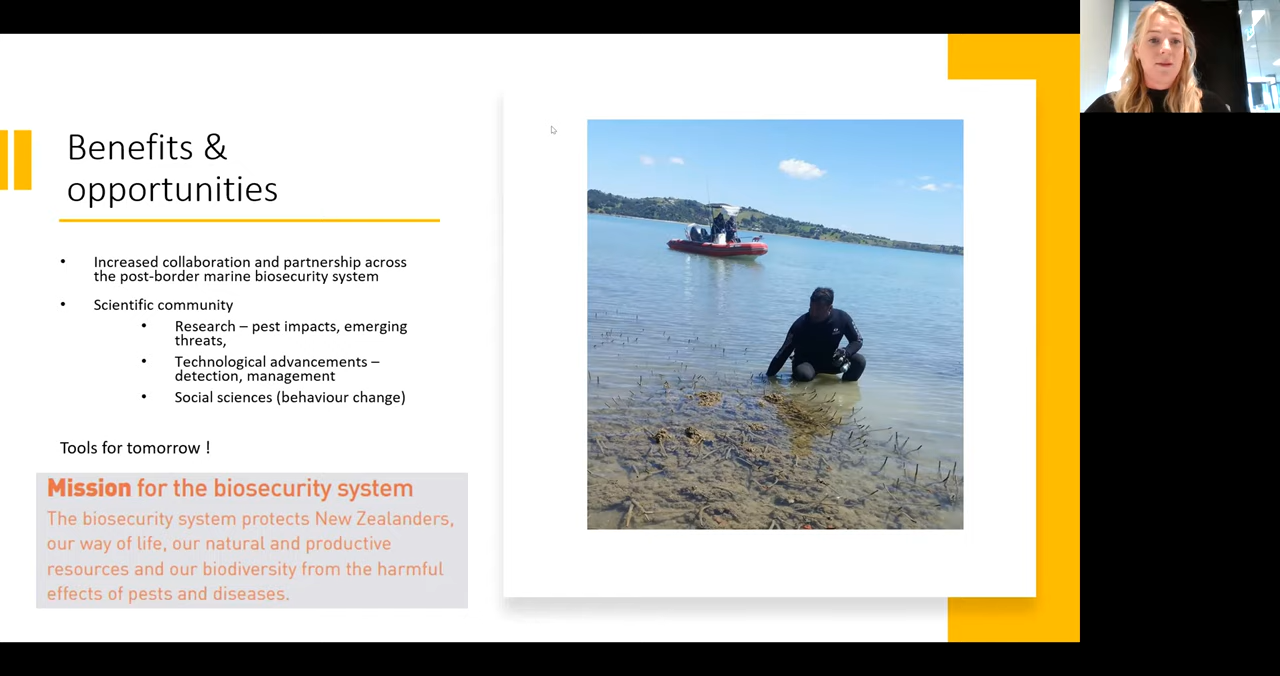 Benefits &
opportunities
• Increased collaboration and partnership across
the post-border marine biosecurity system
• Scientific community
• Research – pest impacts, emerging
threats,
• Technological advancements –
detection, management
• Social sciences (behaviour change)
Tools for tomorrow !
Mission for the biosecurity system
The biosecurity system protects New Zealanders,
our way of life, our natural and productive
resources and our biodiversity from the harmful
effects of pests and diseases.